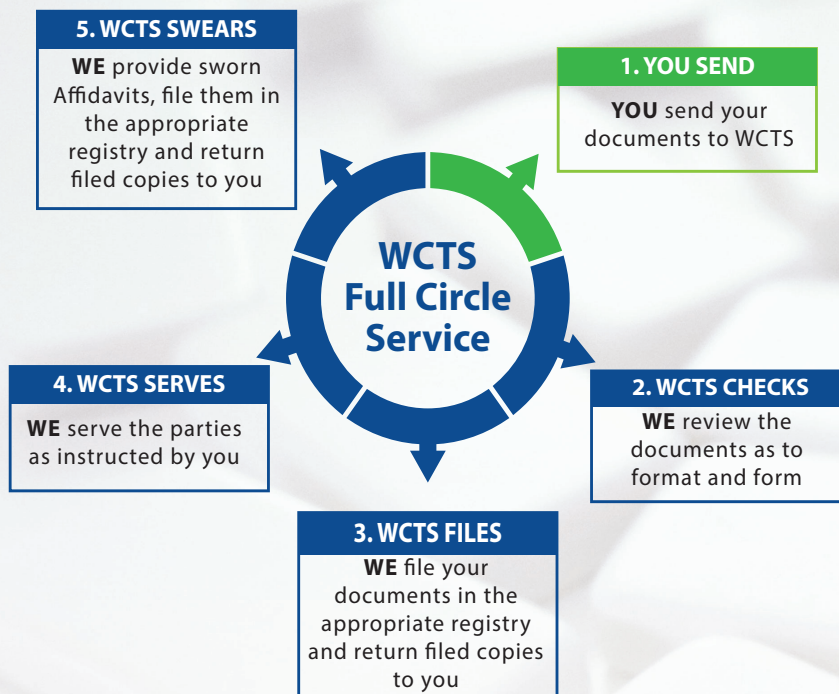 WCTS
Full Circle
Service
1. YOU SEND
YOU send your
documents to WCTS
2. WCTS CHECKS
WE review the
documents as to
format and form
3. WCTS FILES
WE file your
documents in the
appropriate registry
and return filed copies
to you
4. WCTS SERVES
WE serve the parties
as instructed by you
5. WCTS SWEARS
WE provide sworn
Affidavits, file them in
the appropriate
registry and return
filed copies to you